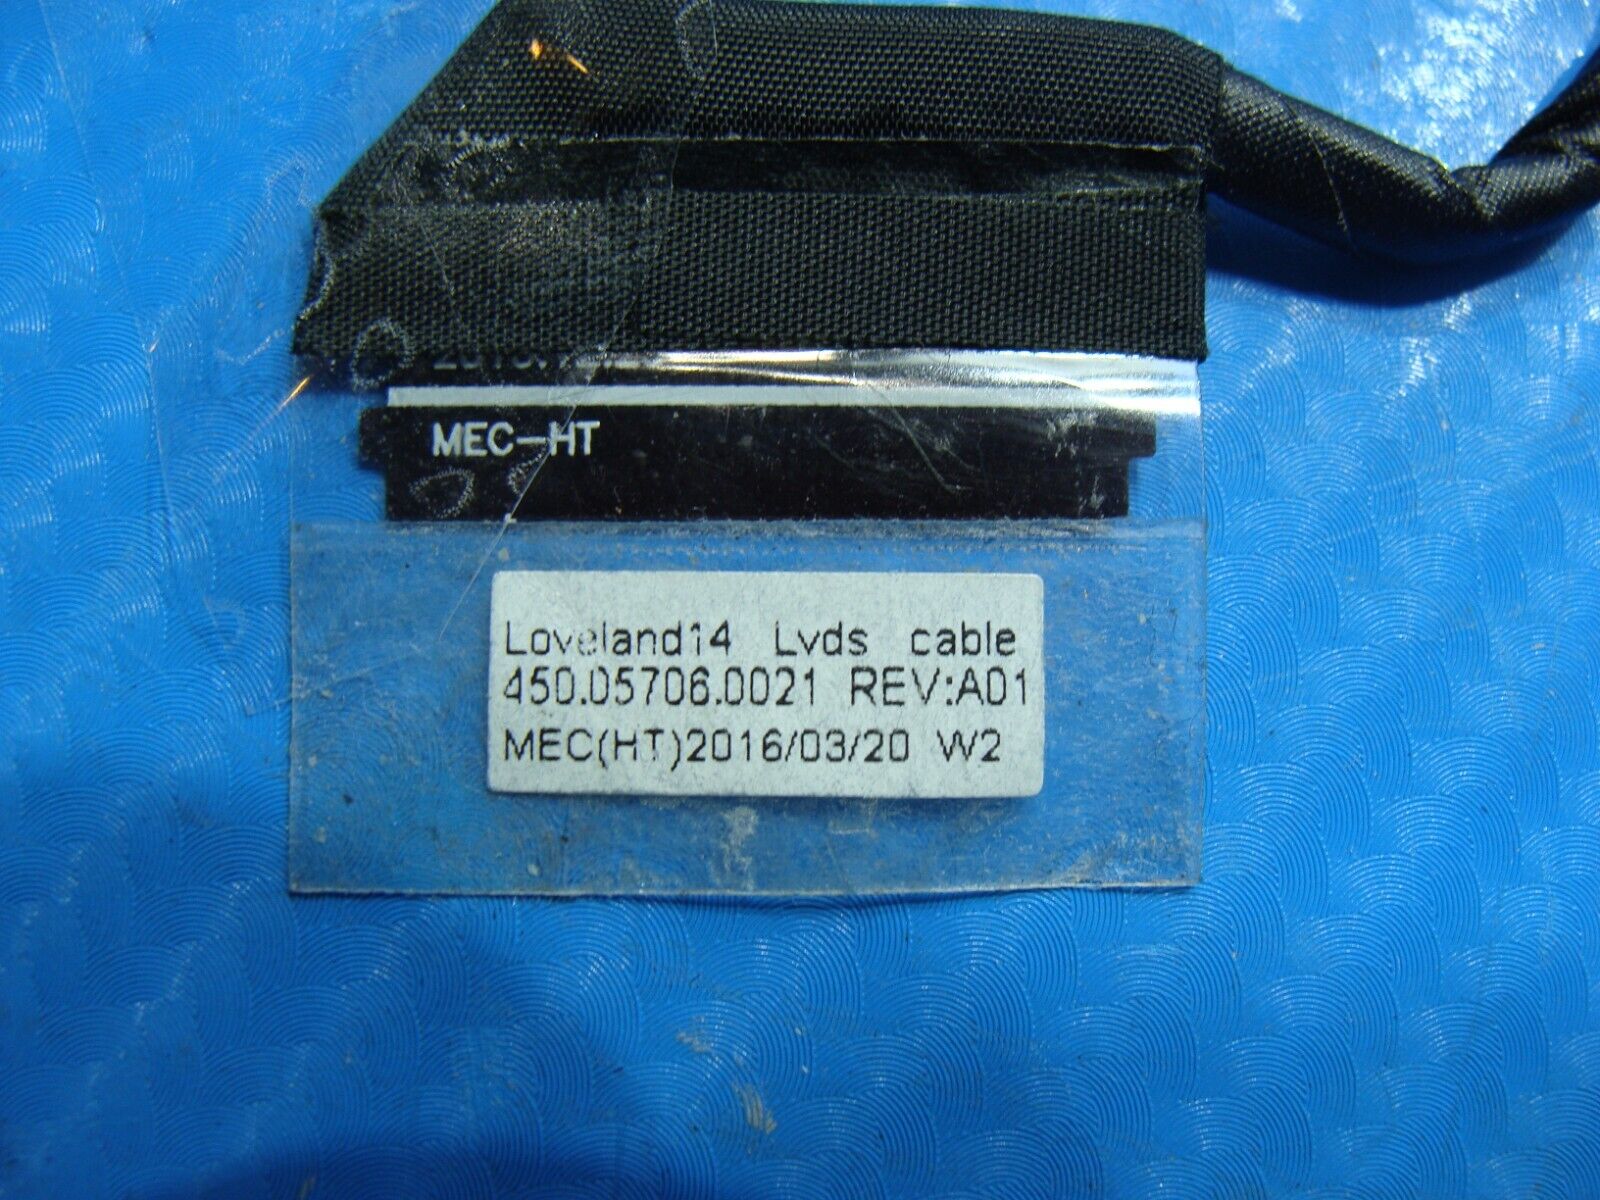 MEC-HT
Loveland14 Lvds cable
450.05706.0021 REV:A01
MEC(HT)2016/03/20 W2